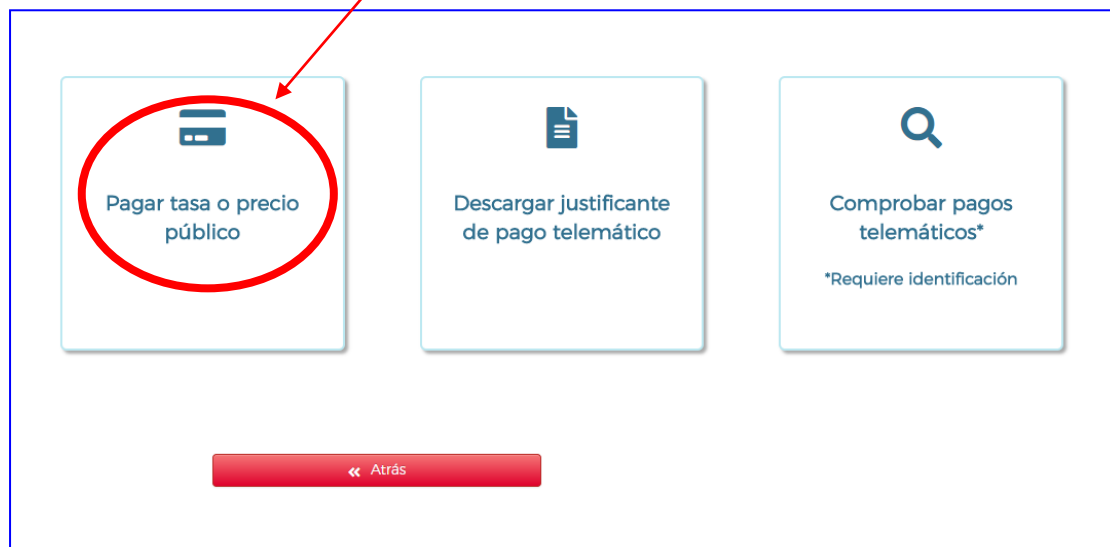 Pagar tasa o precio
público
Descargar justificante
de pago telemático
Comprobar pagos
telemáticos*
*Requiere identificación
« Atrás